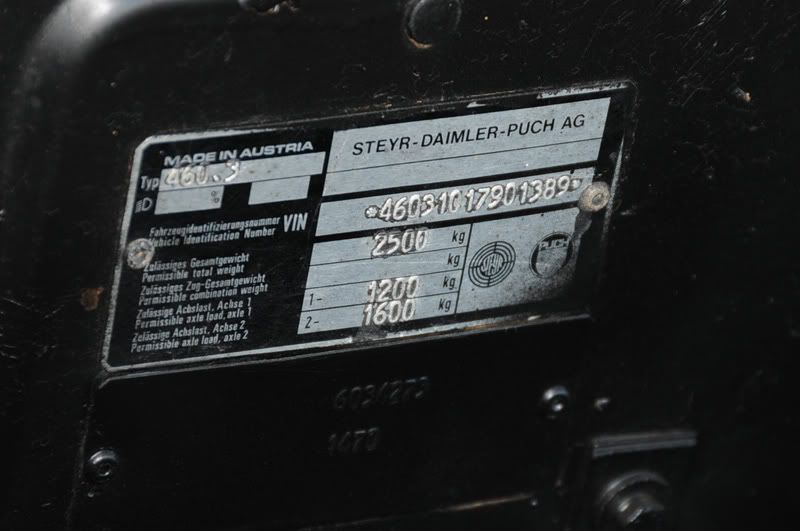 MADE IN AUSTRIA
STEYR-DAIMLER-PUCH AG
Typ 460.3
%
Fahrzeugidentifizierungsnummer
Vehicle Identification Number VIN
*46031017901389*
Zulässiges Gesamtgewicht
Permissible total weight 2500 kg
Zulässiges Zug-Gesamtgewicht
Permissible combination weight kg
Zulässige Achslast, Achse 1
Permissible axle load, axle 1 1- 1200 kg
Zulässige Achslast, Achse 2
Permissible axle load, axle 2 2- 1600 kg
PUCH
6034273
1470